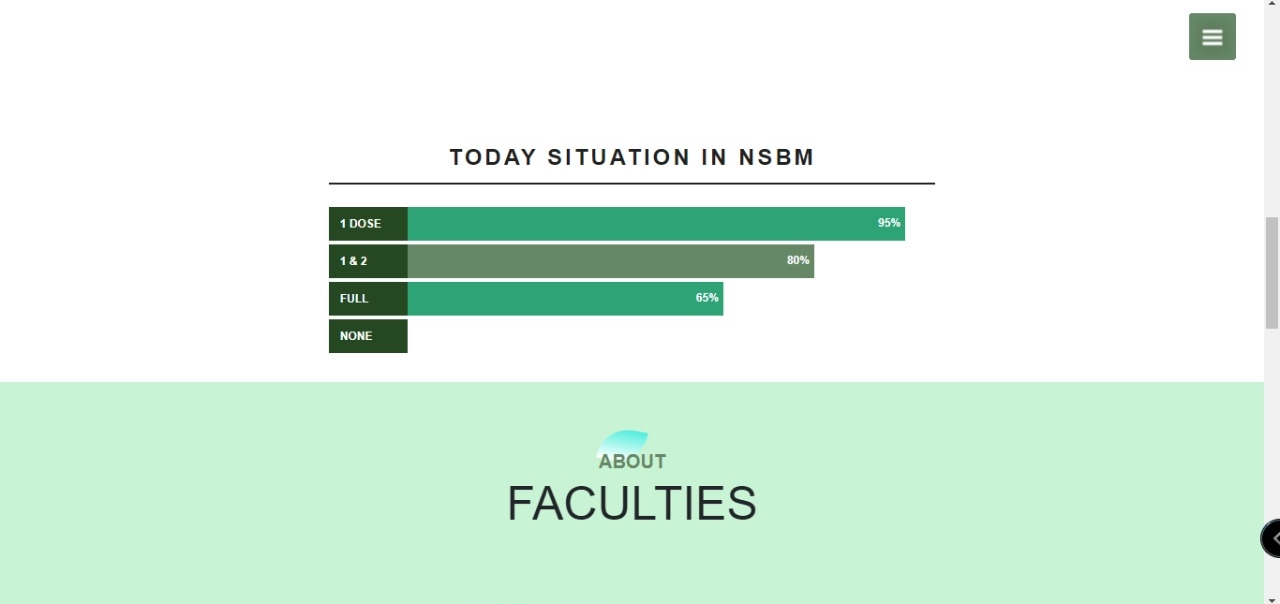 TODAY SITUATION IN NSBM
1 DOSE 95%
1 & 2 80%
FULL 65%
NONE
ABOUT
FACULTIES